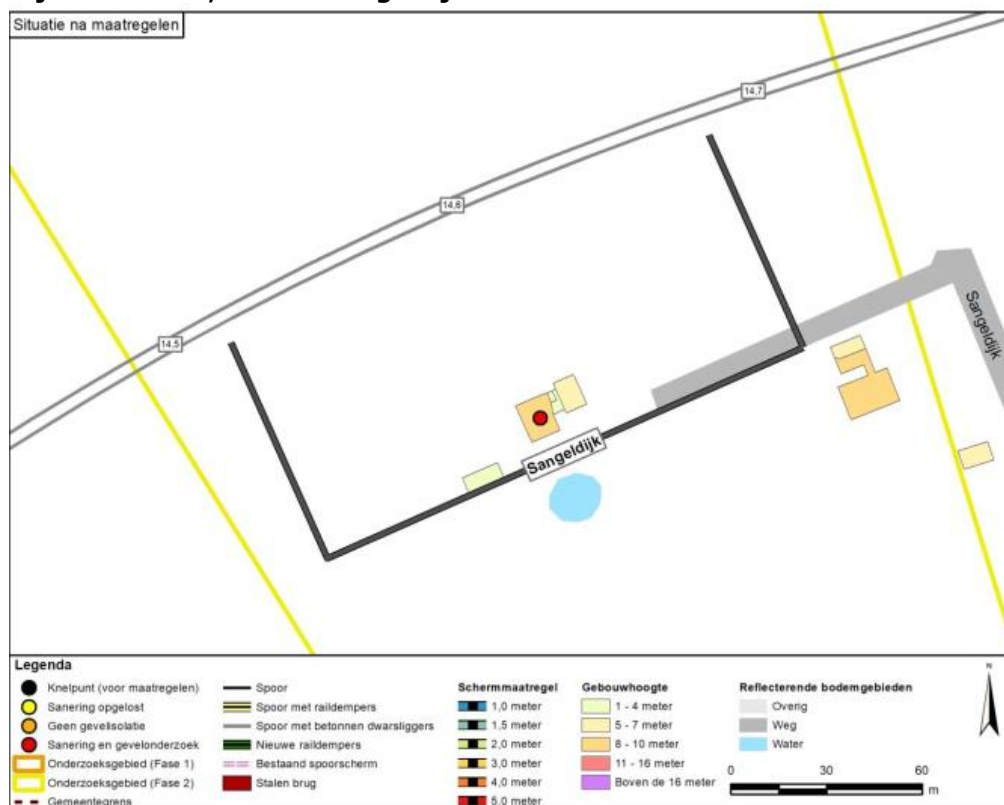 Situatie na maatregelen
14,7
14,6
14,5
Sangeldijk
Sangeldijk
Legenda
Knelpunt (voor maatregelen)
Sanering opgelost
Geen gevelisolatie
Sanering en gevelonderzoek
Onderzoeksgebied (Fase 1)
Onderzoeksgebied (Fase 2)
Gemeentegrens
Spoor
Spoor met raildempers
Spoor met betonnen dwarsliggers
Nieuwe raildempers
Bestaand spoorscherm
Stalen brug
Schermmaatregel
1,0 meter
1,5 meter
2,0 meter
3,0 meter
4,0 meter
5,0 meter
Gebouwhoogte
1 - 4 meter
5 - 7 meter
8 - 10 meter
11 - 16 meter
Boven de 16 meter
Reflecterende bodemgebieden
Overig
Weg
Water
N
0 30 60
m